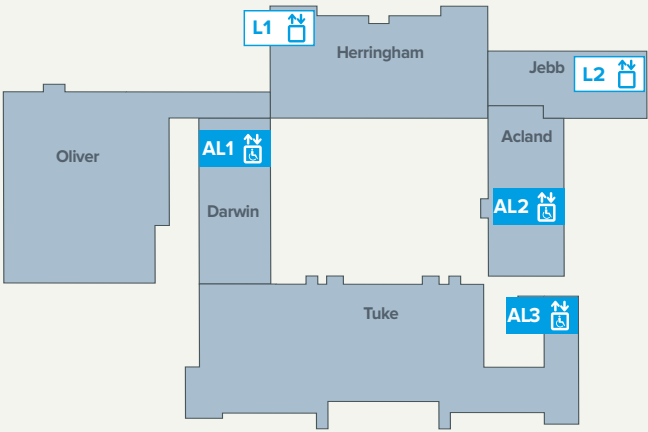 L1
Herringham
Jebb
L2
Oliver
AL1
Acland
Darwin
AL2
Tuke
AL3